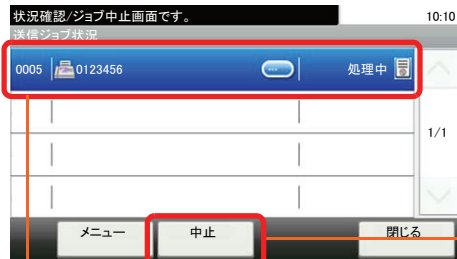 状況確認/ジョブ中止画面です。 10:10
送信ジョブ状況
0005 0123456 ... 処理中
1/1
メニュー 中止 閉じる